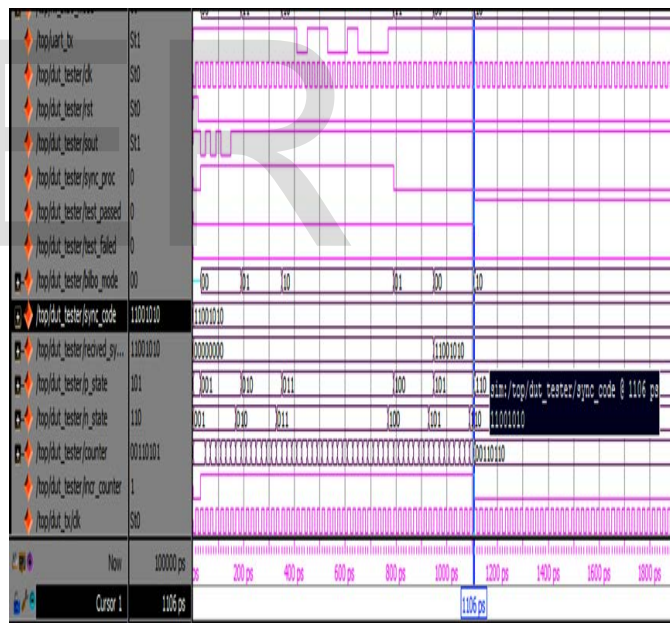 /top/uart_tx St1
/top/dut_tester/clk St0
/top/dut_tester/rst St0
/top/dut_tester/sout St1
/top/dut_tester/sync_proc 0
/top/dut_tester/test_passed 0
/top/dut_tester/test_failed 0
/top/dut_tester/bilbo_mode 00 00 01 10 01 00 10
/top/dut_tester/sync_code 11001010 11001010
/top/dut_tester/recived_sy... 11001010 00000000 11001010
/top/dut_tester/p_state 101 001 010 011 100 101 110
sim:/top/dut_tester/sync_code @ 1106 ps
11001010
/top/dut_tester/n_state 110 001 010 011 100 101 110
/top/dut_tester/counter 00110101 00110110
/top/dut_tester/incr_counter 1
/top/dut_tx/clk St0
Now 100000 ps ps 200 ps 400 ps 600 ps 800 ps 1000 ps 1200 ps 1400 ps 1600 ps 1800 ps
Cursor 1 1106 ps 1106 ps
ER